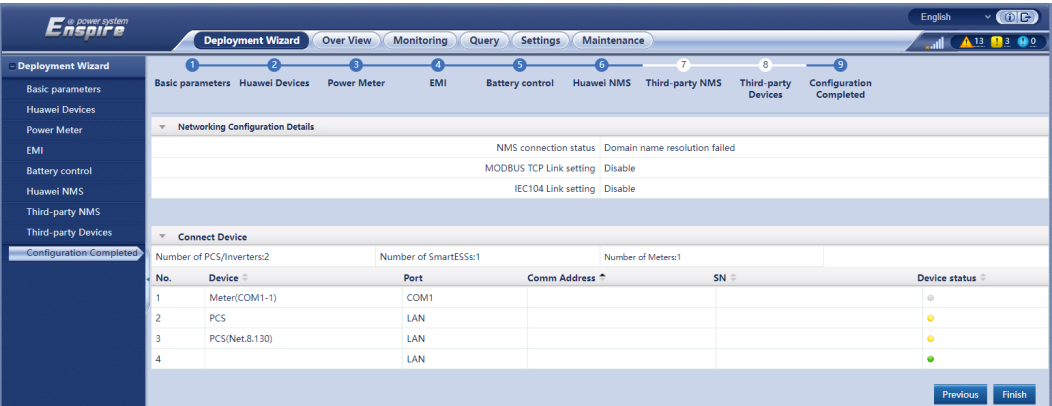 English
power system
Enspire
Deployment Wizard Over View Monitoring Query Settings Maintenance
13 3 0
Deployment Wizard
Basic parameters
Huawei Devices
Power Meter
EMI
Battery control
Huawei NMS
Third-party NMS
Third-party Devices
Configuration Completed
1 2 3 4 5 6 7 8 9
Basic parameters Huawei Devices Power Meter EMI Battery control Huawei NMS Third-party NMS Third-party Configuration
Devices Completed
Networking Configuration Details
NMS connection status Domain name resolution failed
MODBUS TCP Link setting Disable
IEC104 Link setting Disable
Connect Device
Number of PCS/Inverters:2 Number of SmartESSs:1 Number of Meters:1
No. Device Port Comm Address SN Device status
1 Meter(COM1-1) COM1
2 PCS LAN
3 PCS(Net.8.130) LAN
4 LAN
Previous Finish